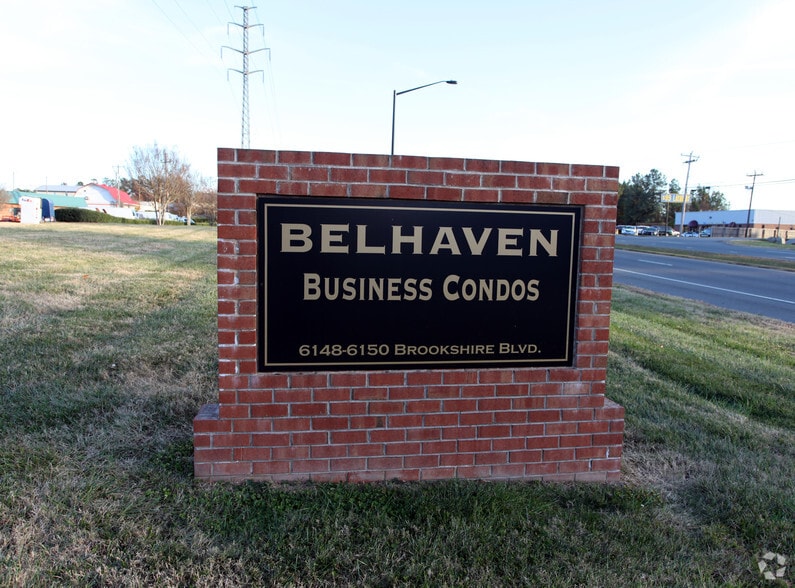 BELHAVEN
BUSINESS CONDOS
6148-6150 BROOKSHIRE BLVD.